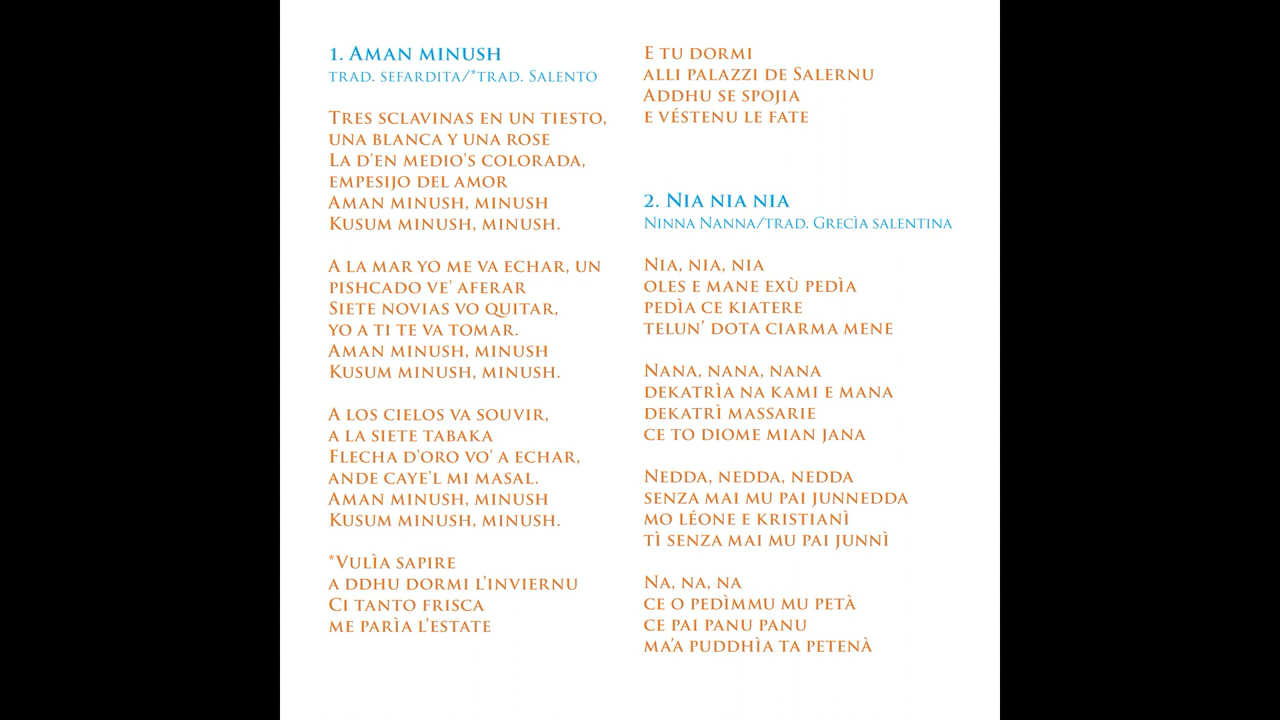 1. Aman minush
trad. sefardita/*trad. Salento
Tres sclavinas en un tiesto,
una blanca y una rose
La d'en medio's colorada,
empesijo del amor
Aman minush, minush
Kusum minush, minush.
A la mar yo me va echar, un
pishcado ve' aferar
Siete novias vo quitar,
yo a ti te va tomar.
Aman minush, minush
Kusum minush, minush.
A los cielos va souvir,
a la siete tabaka
Flecha d'oro vo' a echar,
ande caye'l mi masal.
Aman minush, minush
Kusum minush, minush.
*Vulìa sapire
a ddhu dormi l’inviernu
Ci tanto frisca
me parìa l’estate
E tu dormi
alli palazzi de Salernu
Addhu se spojia
e véstenu le fate
2. Nia nia nia
Ninna Nanna/trad. Grecìa salentina
Nia, nia, nia
oles e mane exù pedìa
pedìa ce kiatere
telun’ dota ciarma mene
Nana, nana, nana
dekatrìa na kami e mana
dekatrì massarie
ce to diome mian jana
Nedda, nedda, nedda
senza mai mu pai junnedda
mo léone e kristianì
tì senza mai mu pai junnì
Na, na, na
ce o pedìmmu mu petà
ce pai panu panu
ma’a puddhìa ta petenà